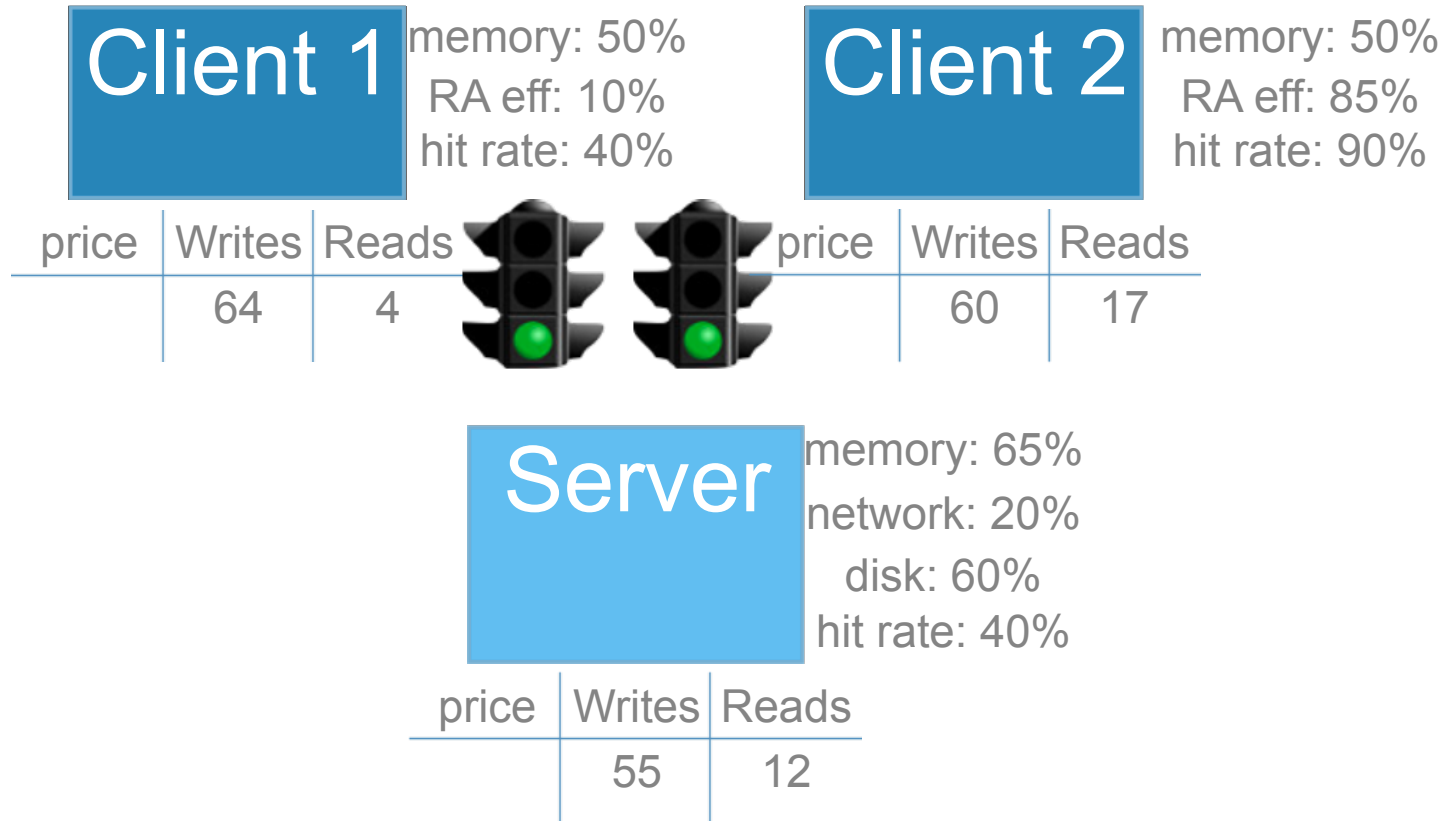 Client 1
memory: 50%
RA eff: 10%
hit rate: 40%
price Writes Reads
64 4
Client 2
memory: 50%
RA eff: 85%
hit rate: 90%
price Writes Reads
60 17
Server
memory: 65%
network: 20%
disk: 60%
hit rate: 40%
price Writes Reads
55 12